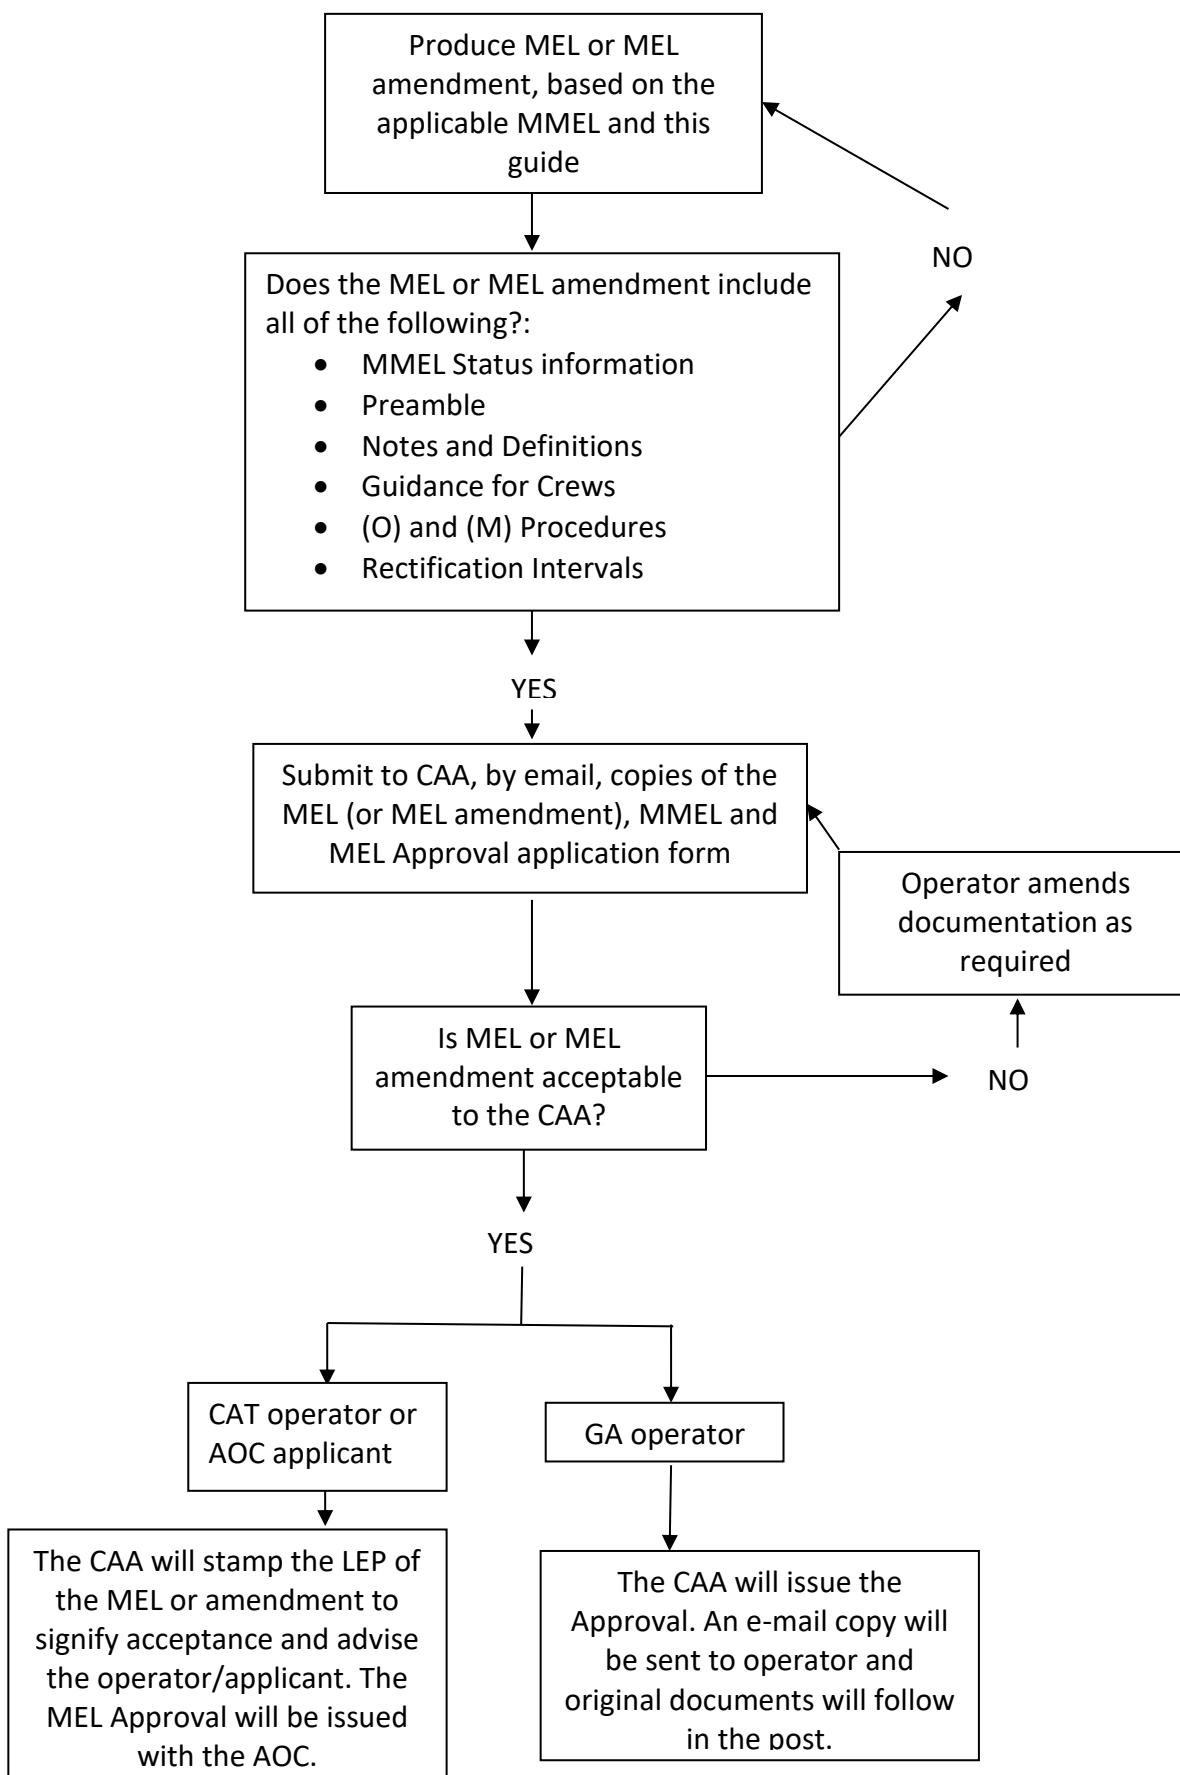 Produce MEL or MEL
amendment, based on the
applicable MMEL and this
guide
NO
Does the MEL or MEL amendment include
all of the following?:
• MMEL Status information
• Preamble
• Notes and Definitions
• Guidance for Crews
• (O) and (M) Procedures
• Rectification Intervals
YES
Submit to CAA, by email, copies of the
MEL (or MEL amendment), MMEL and
MEL Approval application form
Operator amends
documentation as
required
Is MEL or MEL
amendment acceptable
to the CAA?
NO
YES
CAT operator or
AOC applicant
GA operator
The CAA will stamp the LEP of
the MEL or amendment to
signify acceptance and advise
the operator/applicant. The
MEL Approval will be issued
with the AOC.
The CAA will issue the
Approval. An e-mail copy will
be sent to operator and
original documents will follow
in the post.